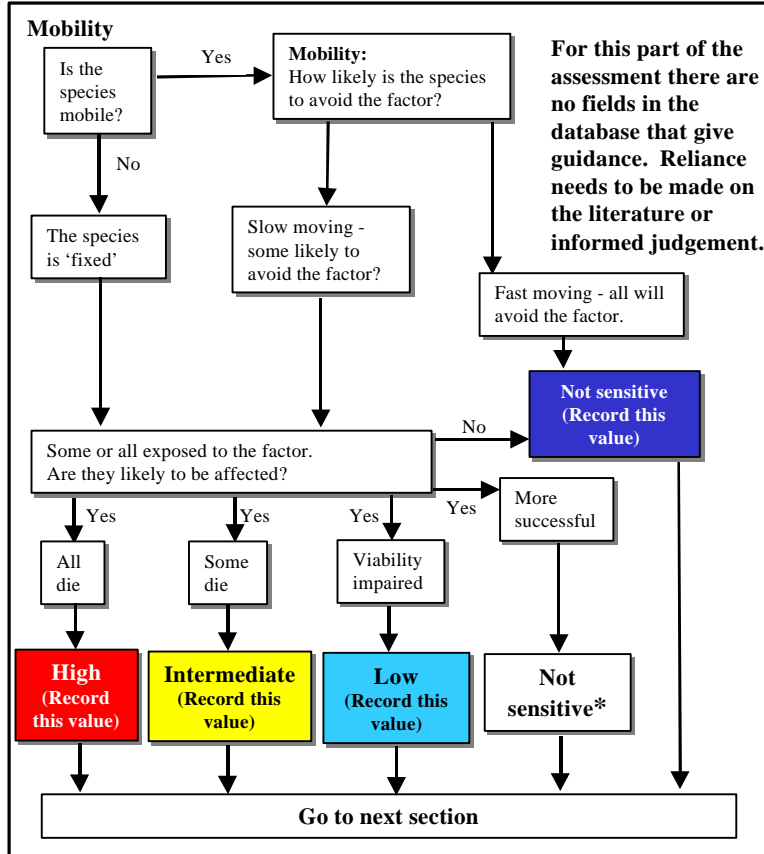 Mobility
Is the
species
mobile?
Yes
Mobility:
How likely is the species
to avoid the factor?
For this part of the
assessment there are
no fields in the
database that give
guidance.  Reliance
needs to be made on
the literature or
informed judgement.
No
The species
is ‘fixed’
Slow moving -
some likely to
avoid the factor?
Fast moving - all will
avoid the factor.
Not sensitive
(Record this
value)
No
Some or all exposed to the factor.
Are they likely to be affected?
Yes
Yes
Yes
Yes
More
successful
All
die
Some
die
Viability
impaired
High
(Record
this value)
Intermediate
(Record this
value)
Low
(Record this
value)
Not
sensitive*
Go to next section